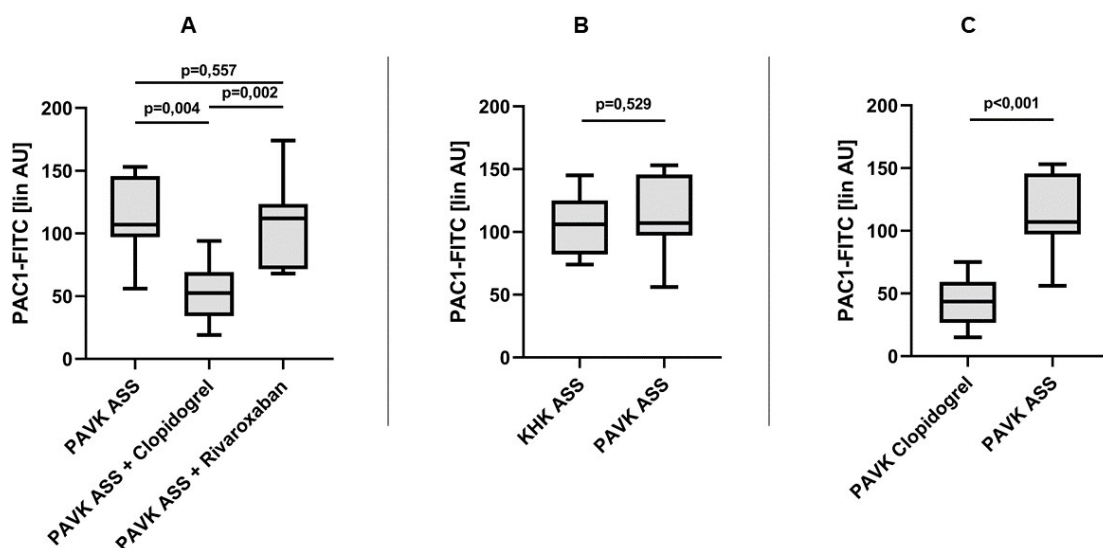 A
B
C
p=0,557
p=0,004
p=0,002
PAC1-FITC [lin AU]
200
150
100
50
0
PAVK ASS
PAVK ASS + Clopidogrel
PAVK ASS + Rivaroxaban
p=0,529
PAC1-FITC [lin AU]
200
150
100
50
0
KHK ASS
PAVK ASS
p<0,001
PAC1-FITC [lin AU]
200
150
100
50
0
PAVK Clopidogrel
PAVK ASS